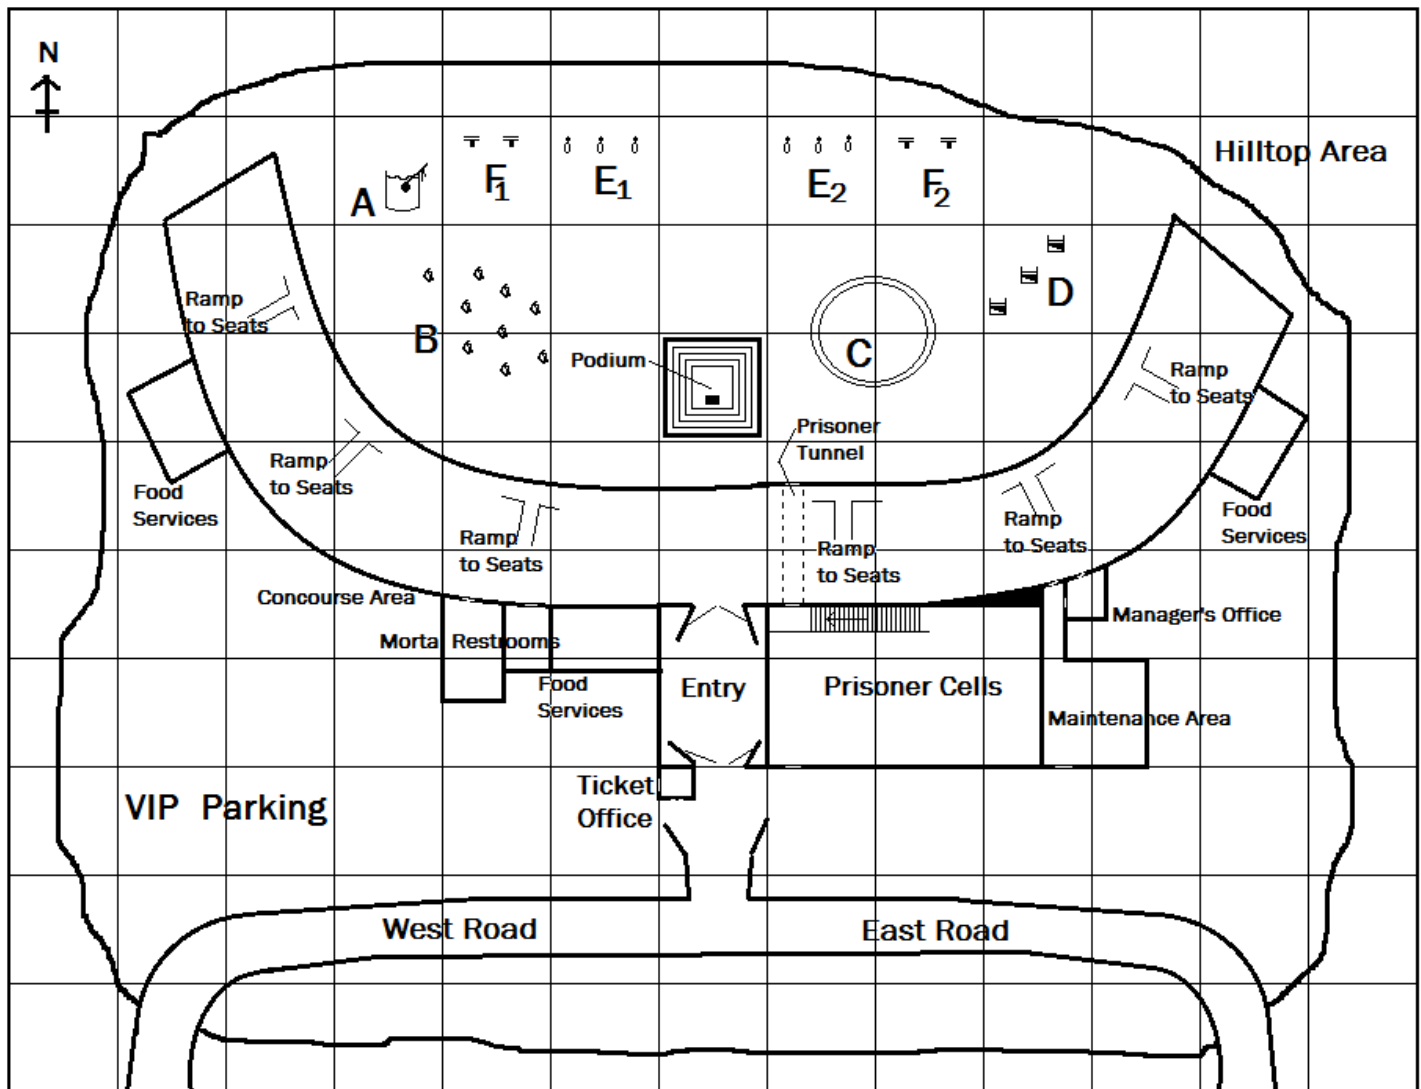 N
Hilltop Area
A
F1
E1
E2
F2
Ramp
to Seats
B
Podium
C
D
Ramp
to Seats
Prisoner
Tunnel
Ramp
to Seats
Food
Services
Ramp
to Seats
Ramp
to Seats
Ramp
to Seats
Food
Services
Concourse Area
Mortal Restrooms
Manager's Office
Food
Services
Entry
Prisoner Cells
Maintenance Area
VIP Parking
Ticket
Office
West Road
East Road